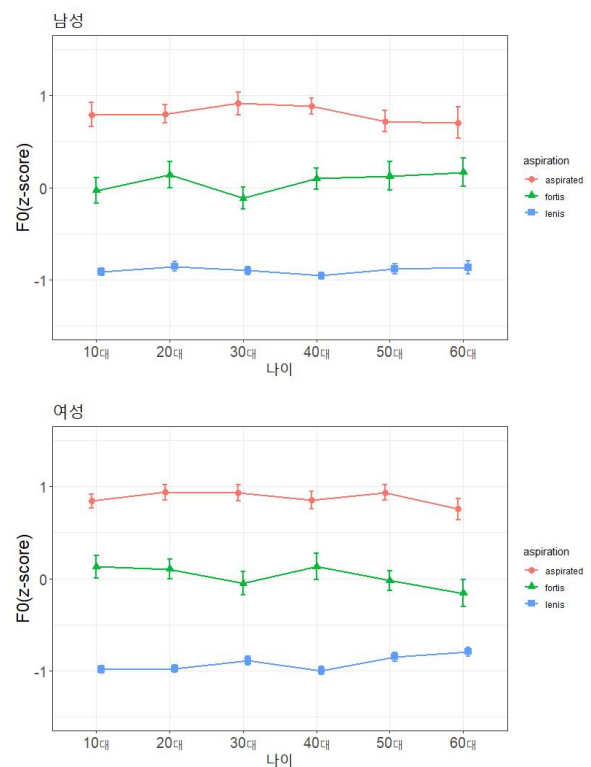 남성
F0(z-score)
1
0
-1
10대 20대 30대 40대 50대 60대
나이
aspiration
aspirated
fortis
lenis
여성
F0(z-score)
1
0
-1
10대 20대 30대 40대 50대 60대
나이
aspiration
aspirated
fortis
lenis